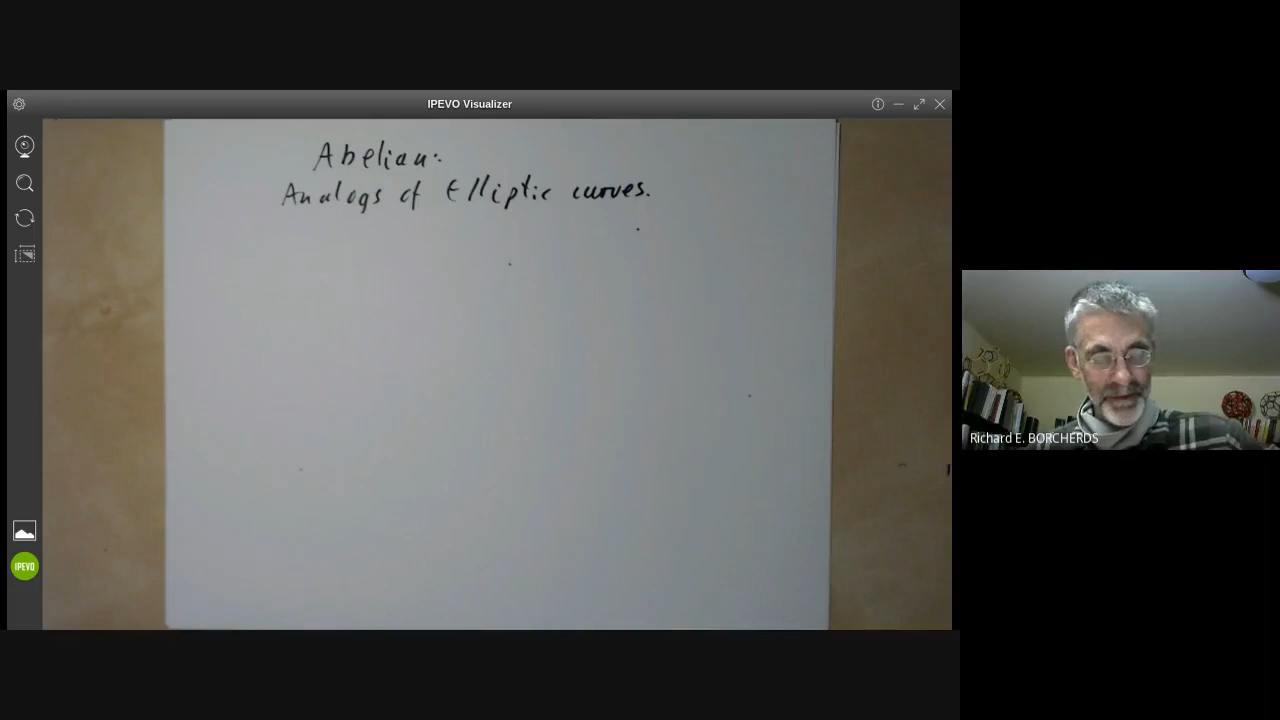 IPEVO Visualizer
Abelian:
Analogs of Elliptic curves.
Richard E. BORCHERDS
IPEVO